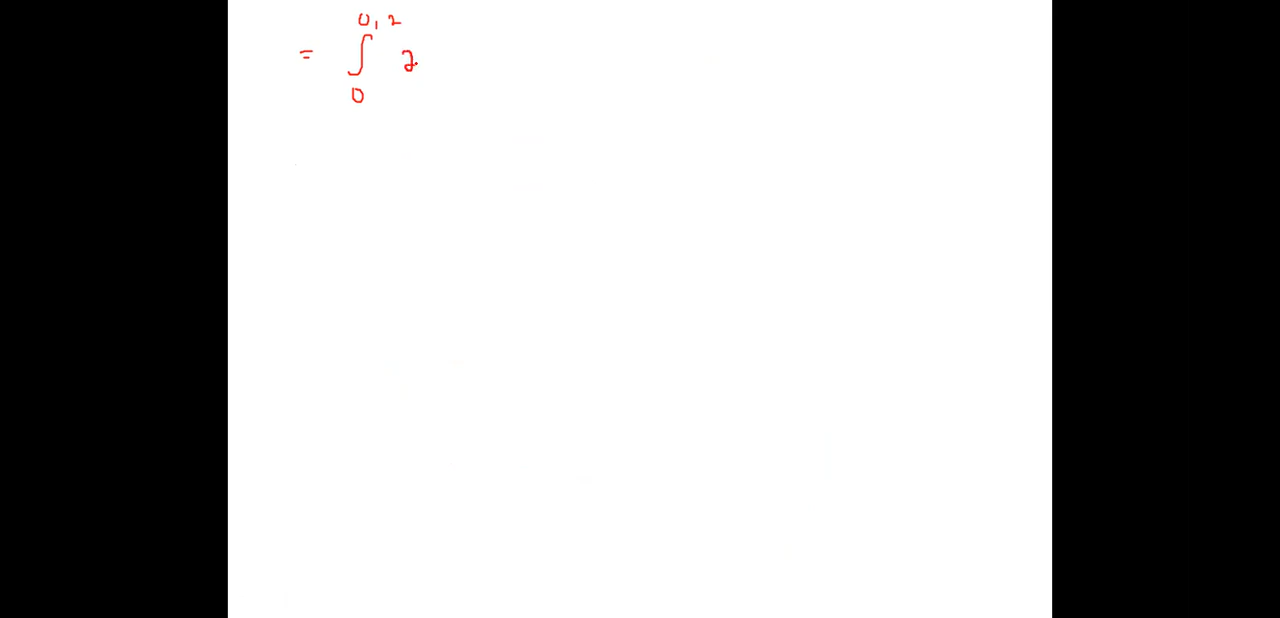 = ∫₀^{0,2} 2